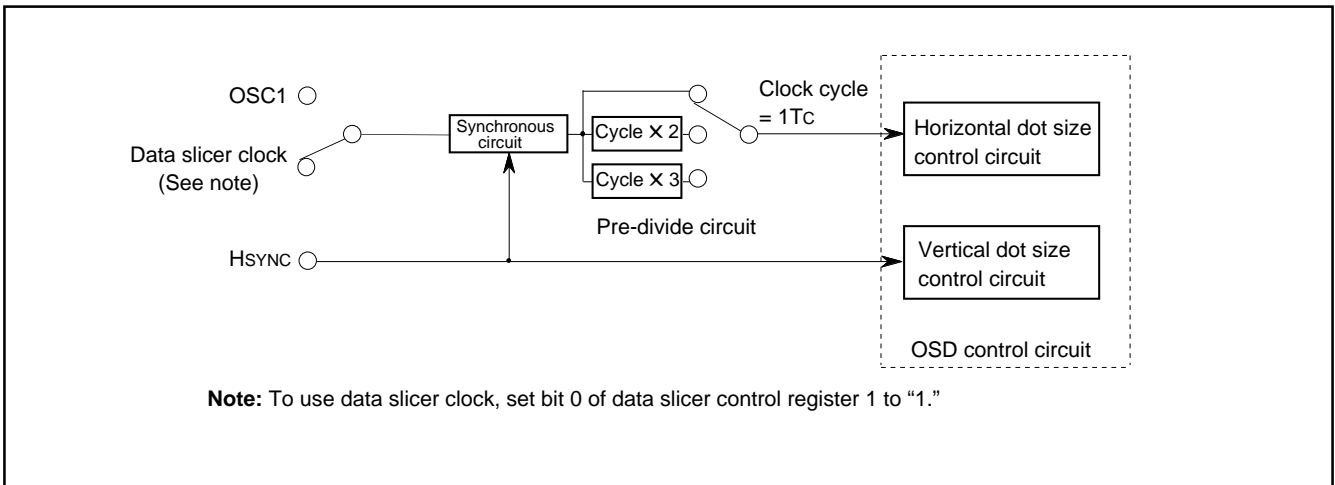 OSC1
Data slicer clock
(See note)
HSYNC
Synchronous
circuit
Cycle × 2
Cycle × 3
Pre-divide circuit
Clock cycle
= 1TC
Horizontal dot size
control circuit
Vertical dot size
control circuit
OSD control circuit
Note: To use data slicer clock, set bit 0 of data slicer control register 1 to “1.”